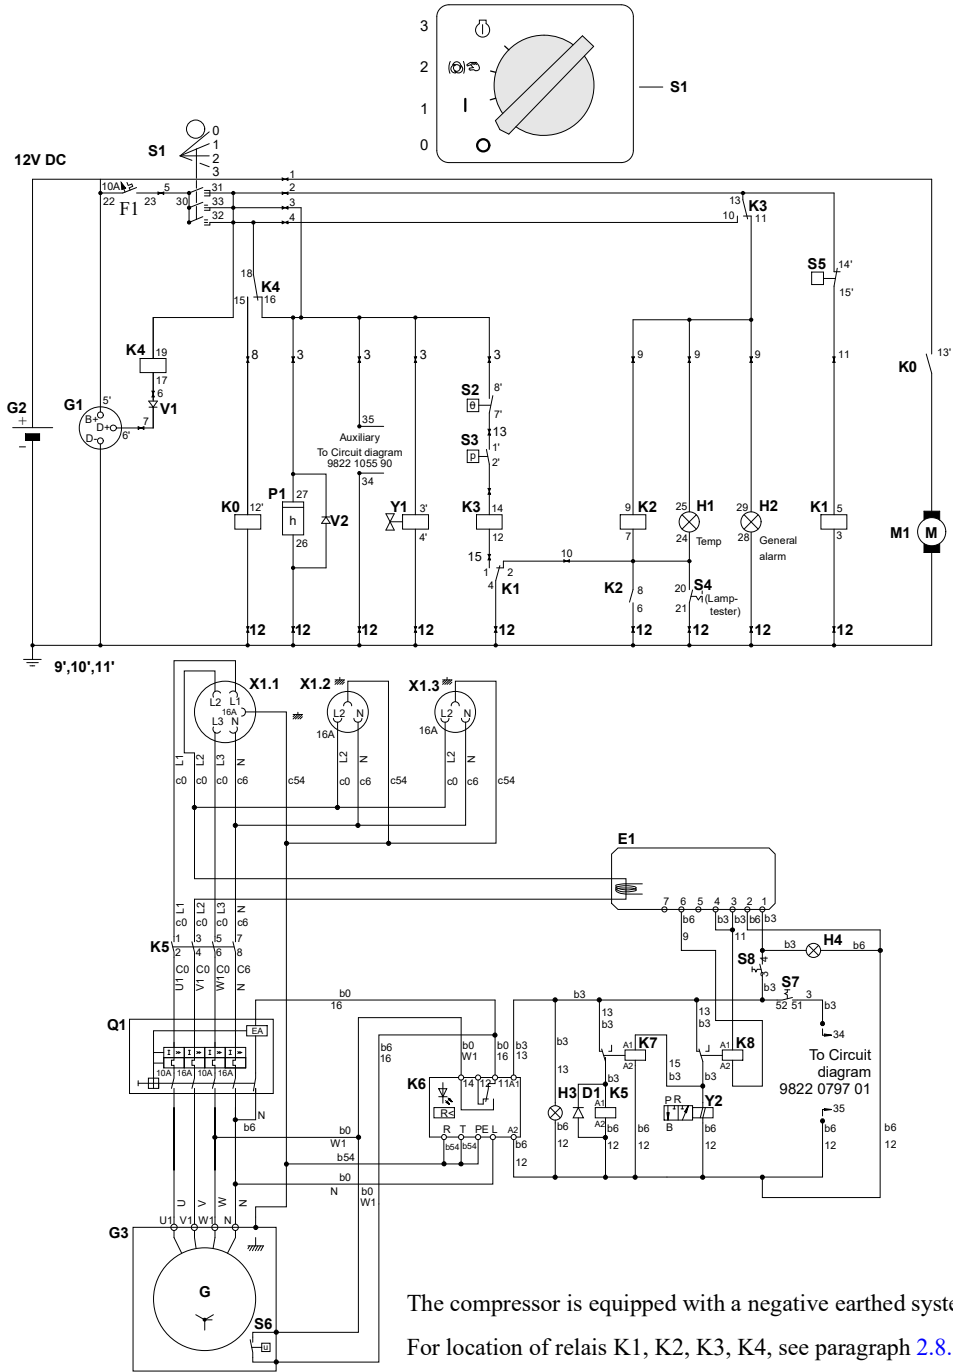 3
2
1
0
S1
12V DC
S1
0
1
2
3
10A
22
F1
23
5
30
31
33
32
1
2
3
4
13
K3
10
11
18
K4
15
16
S5
14'
15'
K4
19
17
6
V1
8
3
3
3
3
9
9
9
11
K0
13'
G2
+
-
G1
5'
B+
D+
D-
6'
7
35
Auxiliary
To Circuit diagram
9822 1055 90
34
S2
8'
θ
7'
13
S3
1'
p
2'
K0
12'
P1
27
h
26
V2
Y1
3'
4'
K3
14
12
9
K2
7
25
H1
24
Temp
29
H2
28
General
alarm
K1
5
3
M1
M
15
1
2
4
K1
10
K2
8
6
20
S4
21
(Lamp-
tester)
12
12
12
12
12
12
12
12
12
9',10',11'
X1.1
L2
L1
16A
L3
N
X1.2
L2
N
16A
X1.3
L2
N
16A
L1
L2
L3
N
c0
c0
c0
c6
c54
L2
N
c0
c6
c54
L2
N
c0
c6
c54
E1
7
6
5
4
3
2
1
b6
b3
b3
b6
b3
9
11
b3
H4
b6
L1
L2
L3
N
c0
c0
c0
c6
K5
1
3
5
7
2
4
6
8
C0
C0
C0
C6
U1
V1
W1
N
S8
4
3
b3
S7
3
52
51
b3
34
To Circuit
diagram
9822 0797 01
35
b0
16
b3
Q1
EA
I
»
I
»
I
»
I
»
10A
16A
10A
16A
N
b6
b6
16
b0
W1
b0
16
b3
13
K6
14
12
11
A1
R<
R
T
PE
L
A2
b54
b54
b6
12
b3
13
H3
b6
12
13
b3
A1
A2
K7
b3
D1
K5
A1
A2
b6
12
b6
12
15
b3
13
b3
A1
A2
K8
b3
P
R
B
Y2
b6
12
b6
12
b6
12
b0
W1
b54
b0
N
b0
W1
U
V
W
N
U1
V1
W1
N
G3
G
S6
u
The compressor is equipped with a negative earthed syste
For location of relais K1, K2, K3, K4, see paragraph 2.8.